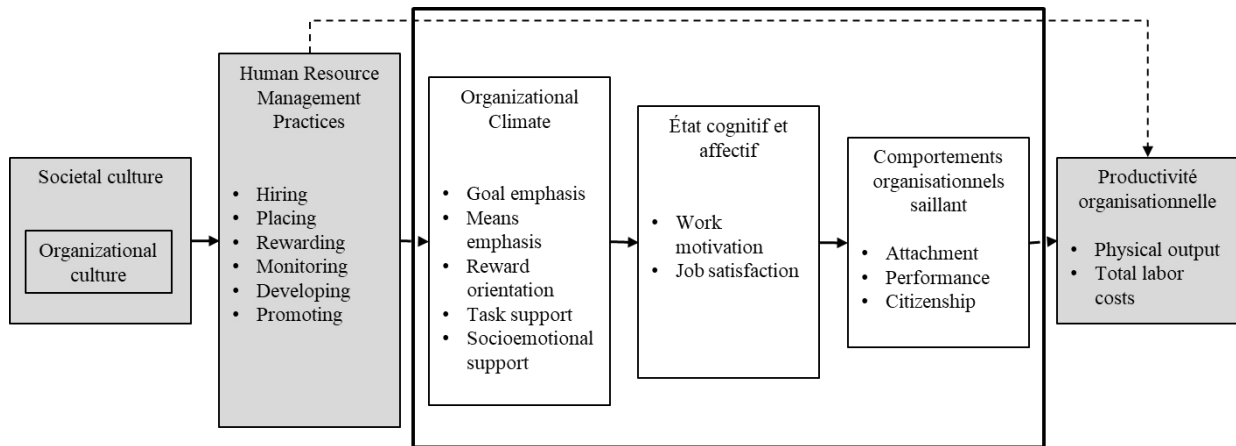 Societal culture
Organizational
culture
Human Resource
Management
Practices
• Hiring
• Placing
• Rewarding
• Monitoring
• Developing
• Promoting
Organizational
Climate
• Goal emphasis
• Means
emphasis
• Reward
orientation
• Task support
• Socioemotional
support
État cognitif et
affectif
• Work
motivation
• Job satisfaction
Comportements
organisationnels
saillant
• Attachment
• Performance
• Citizenship
Productivité
organisationnelle
• Physical output
• Total labor
costs